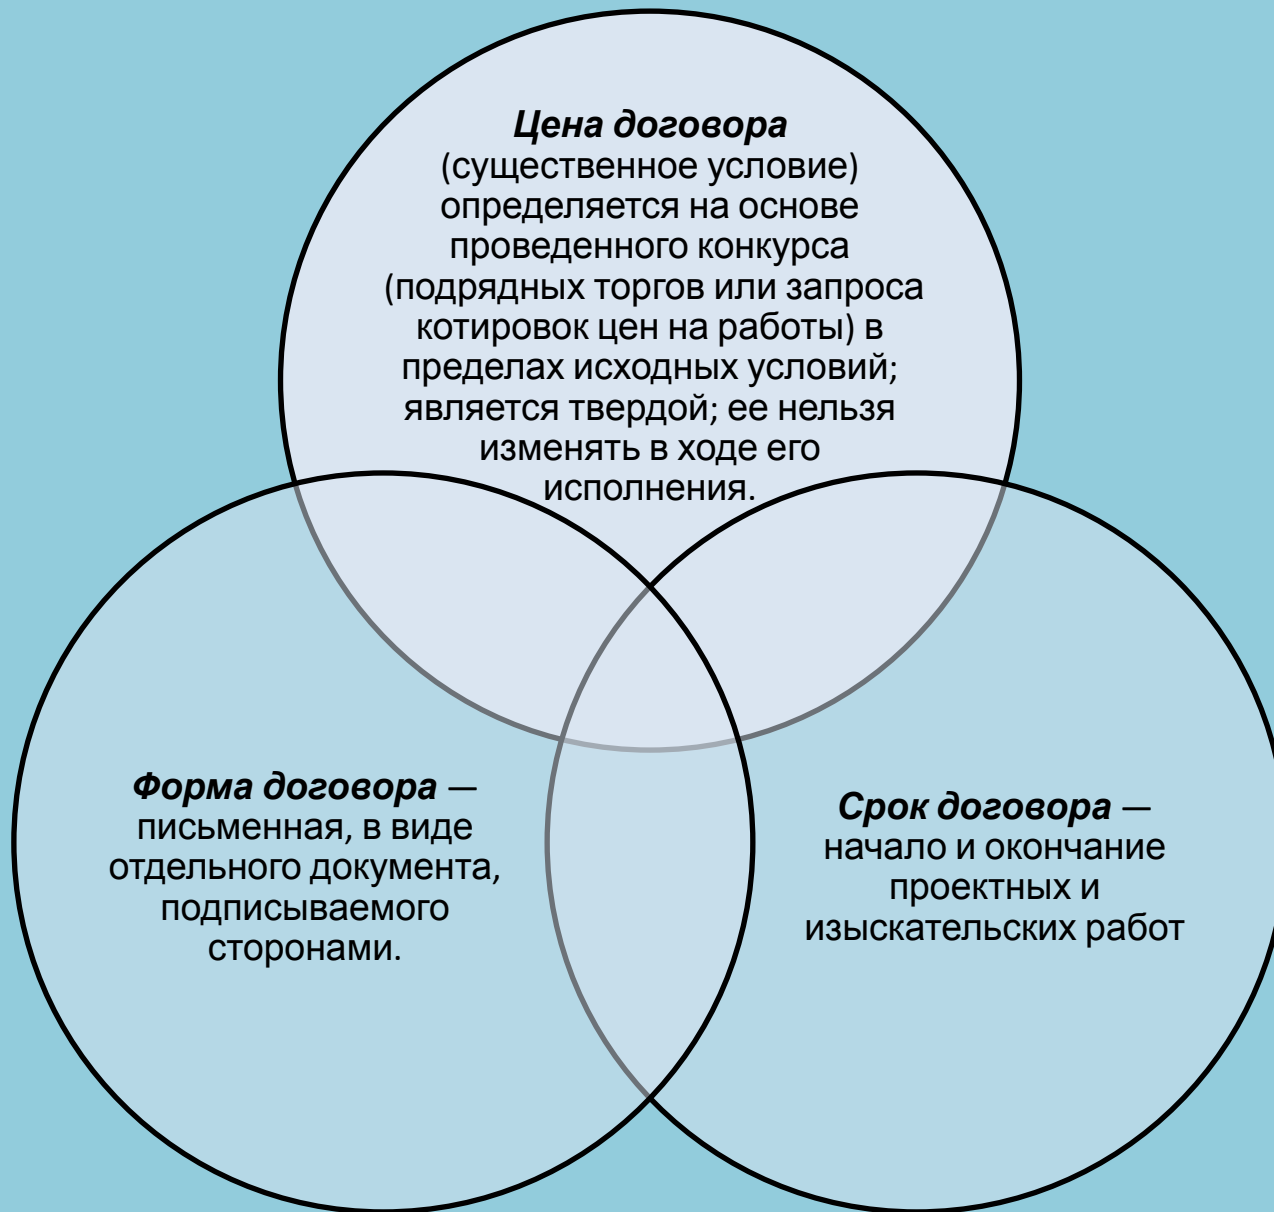 Цена договора
(существенное условие)
определяется на основе
проведенного конкурса
(подрядных торгов или запроса
котировок цен на работы) в
пределах исходных условий;
является твердой; ее нельзя
изменять в ходе его
исполнения.
Форма договора —
письменная, в виде
отдельного документа,
подписываемого
сторонами.
Срок договора —
начало и окончание
проектных и
изыскательских работ